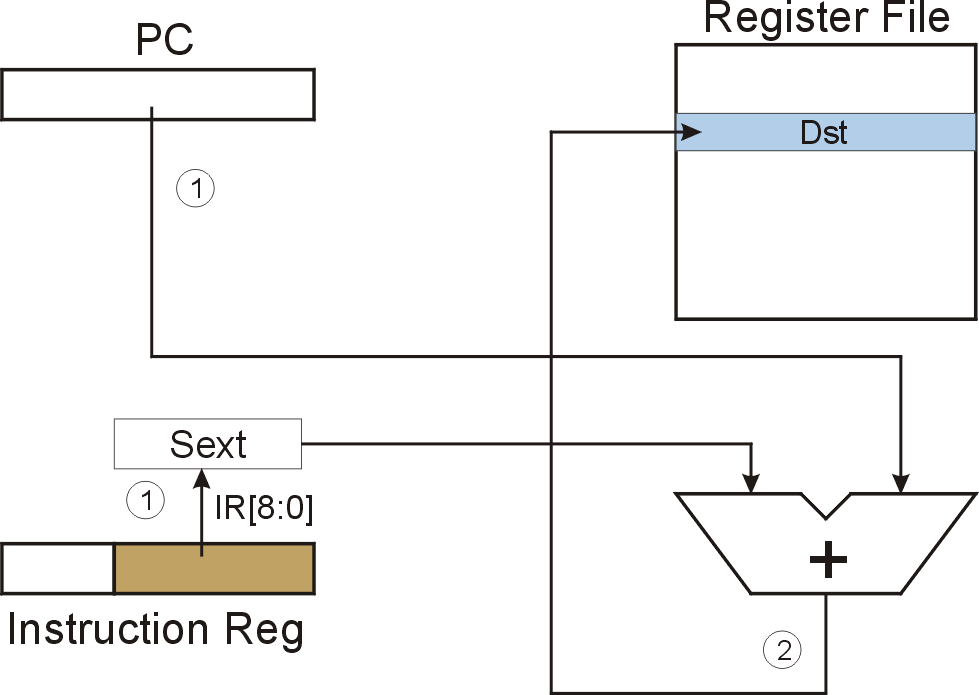 Register File
PC
Dst
1
Sext
1
IR[8:0]
+
Instruction Reg
2